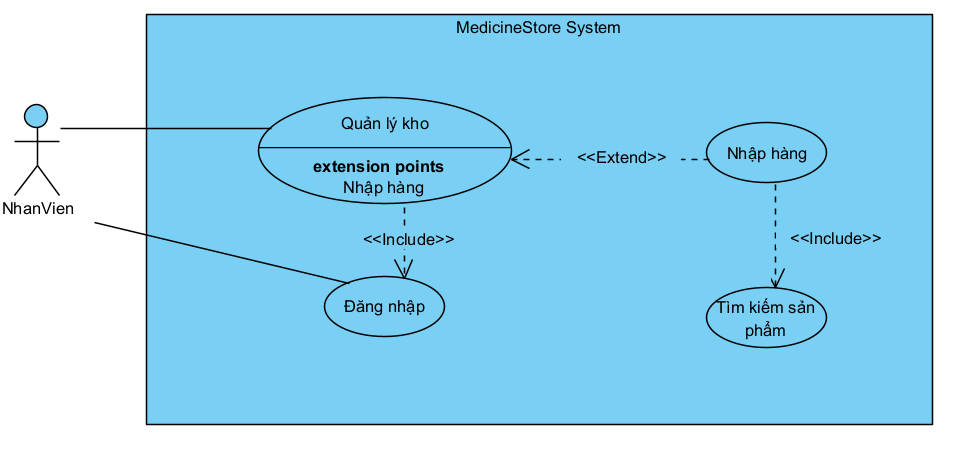 MedicineStore System
Quản lý kho
extension points
Nhập hàng
<<Extend>>
Nhập hàng
NhanVien
<<Include>>
<<Include>>
Đăng nhập
Tìm kiếm sản
phẩm